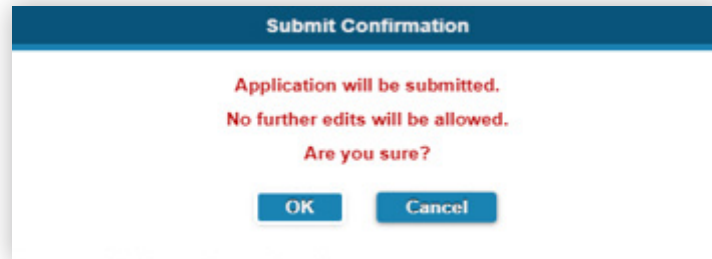 Submit Confirmation
Application will be submitted.
No further edits will be allowed.
Are you sure?
OK Cancel